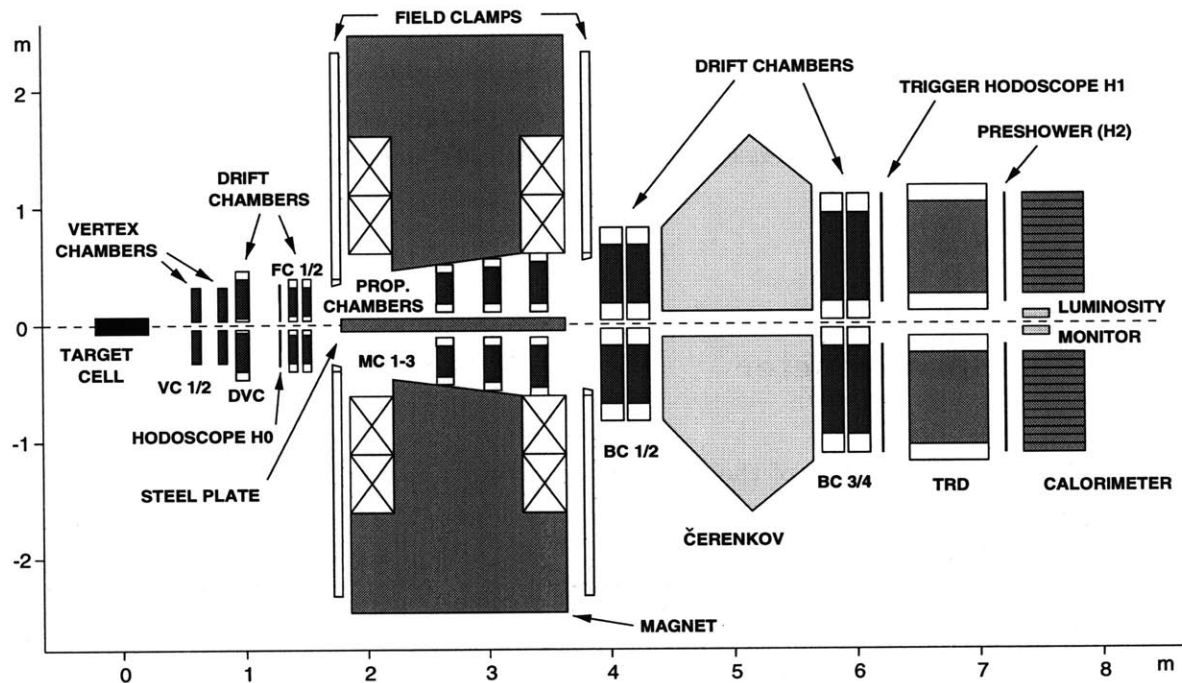 FIELD CLAMPS
m
2
1
0
-1
-2
DRIFT CHAMBERS
TRIGGER HODOSCOPE H1
PRESHOWER (H2)
DRIFT
CHAMBERS
VERTEX
CHAMBERS
FC 1/2
PROP.
CHAMBERS
LUMINOSITY
MONITOR
TARGET
CELL
VC 1/2
DVC
MC 1-3
HODOSCOPE H0
STEEL PLATE
BC 1/2
BC 3/4
TRD
CALORIMETER
ČERENKOV
MAGNET
0
1
2
3
4
5
6
7
8
m